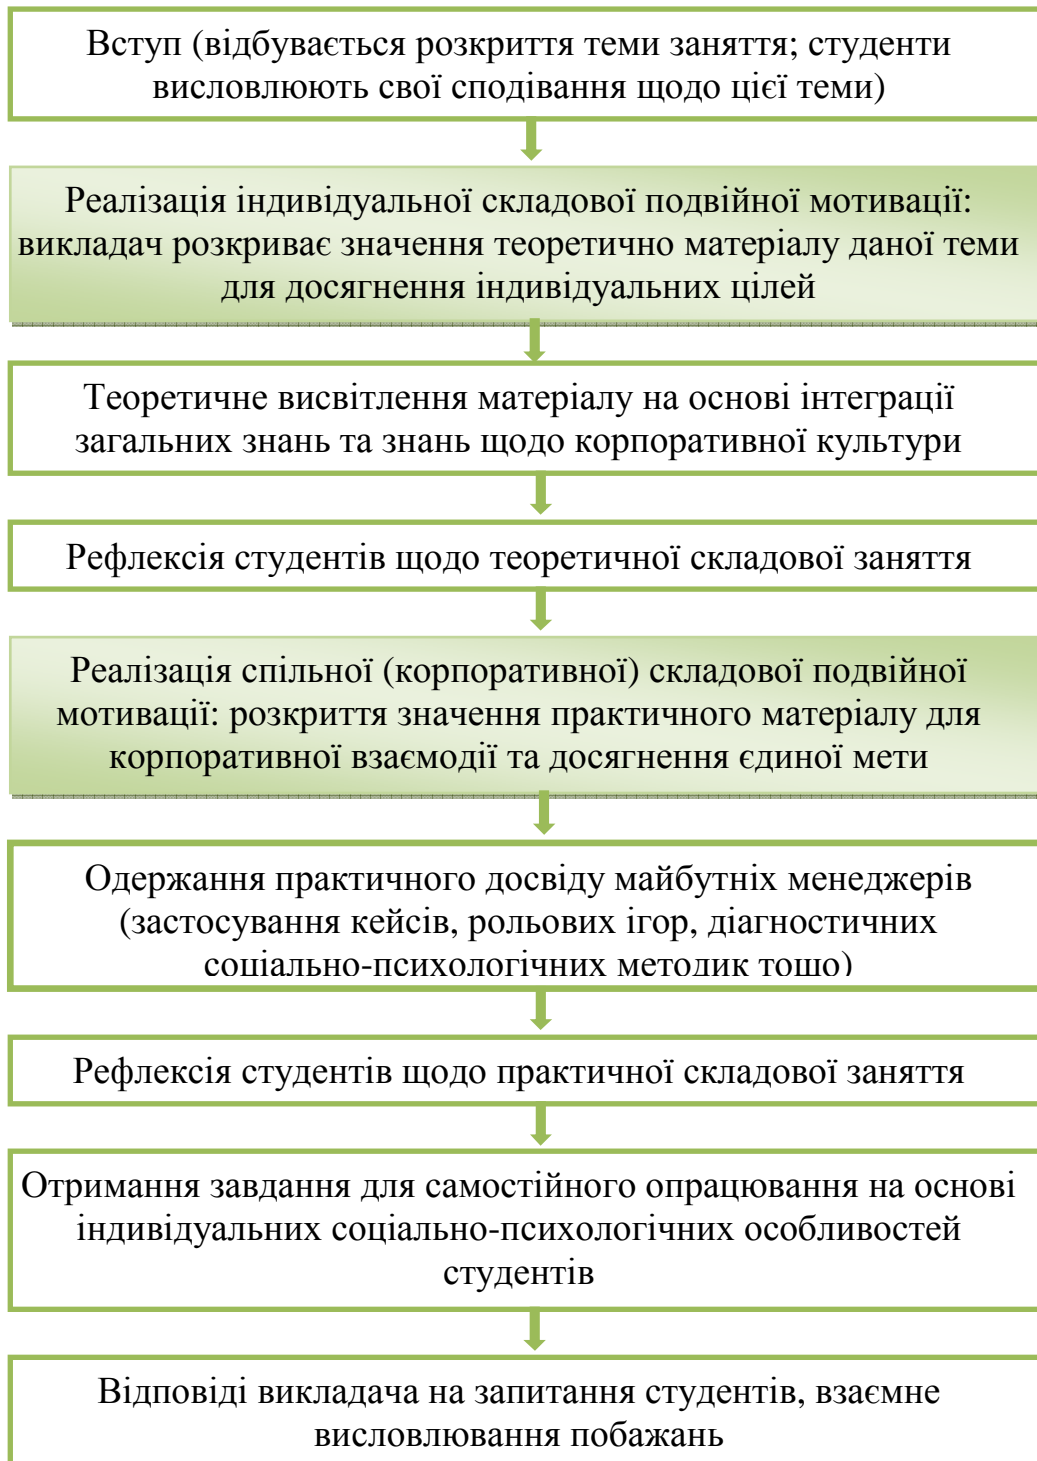 Вступ (відбувається розкриття теми заняття; студенти
висловлюють свої сподівання щодо цієї теми)
Реалізація індивідуальної складової подвійної мотивації:
викладач розкриває значення теоретично матеріалу даної теми
для досягнення індивідуальних цілей
Теоретичне висвітлення матеріалу на основі інтеграції
загальних знань та знань щодо корпоративної культури
Рефлексія студентів щодо теоретичної складової заняття
Реалізація спільної (корпоративної) складової подвійної
мотивації: розкриття значення практичного матеріалу для
корпоративної взаємодії та досягнення єдиної мети
Одержання практичного досвіду майбутніх менеджерів
(застосування кейсів, рольових ігор, діагностичних
соціально-психологічних методик тощо)
Рефлексія студентів щодо практичної складової заняття
Отримання завдання для самостійного опрацювання на основі
індивідуальних соціально-психологічних особливостей
студентів
Відповіді викладача на запитання студентів, взаємне
висловлювання побажань